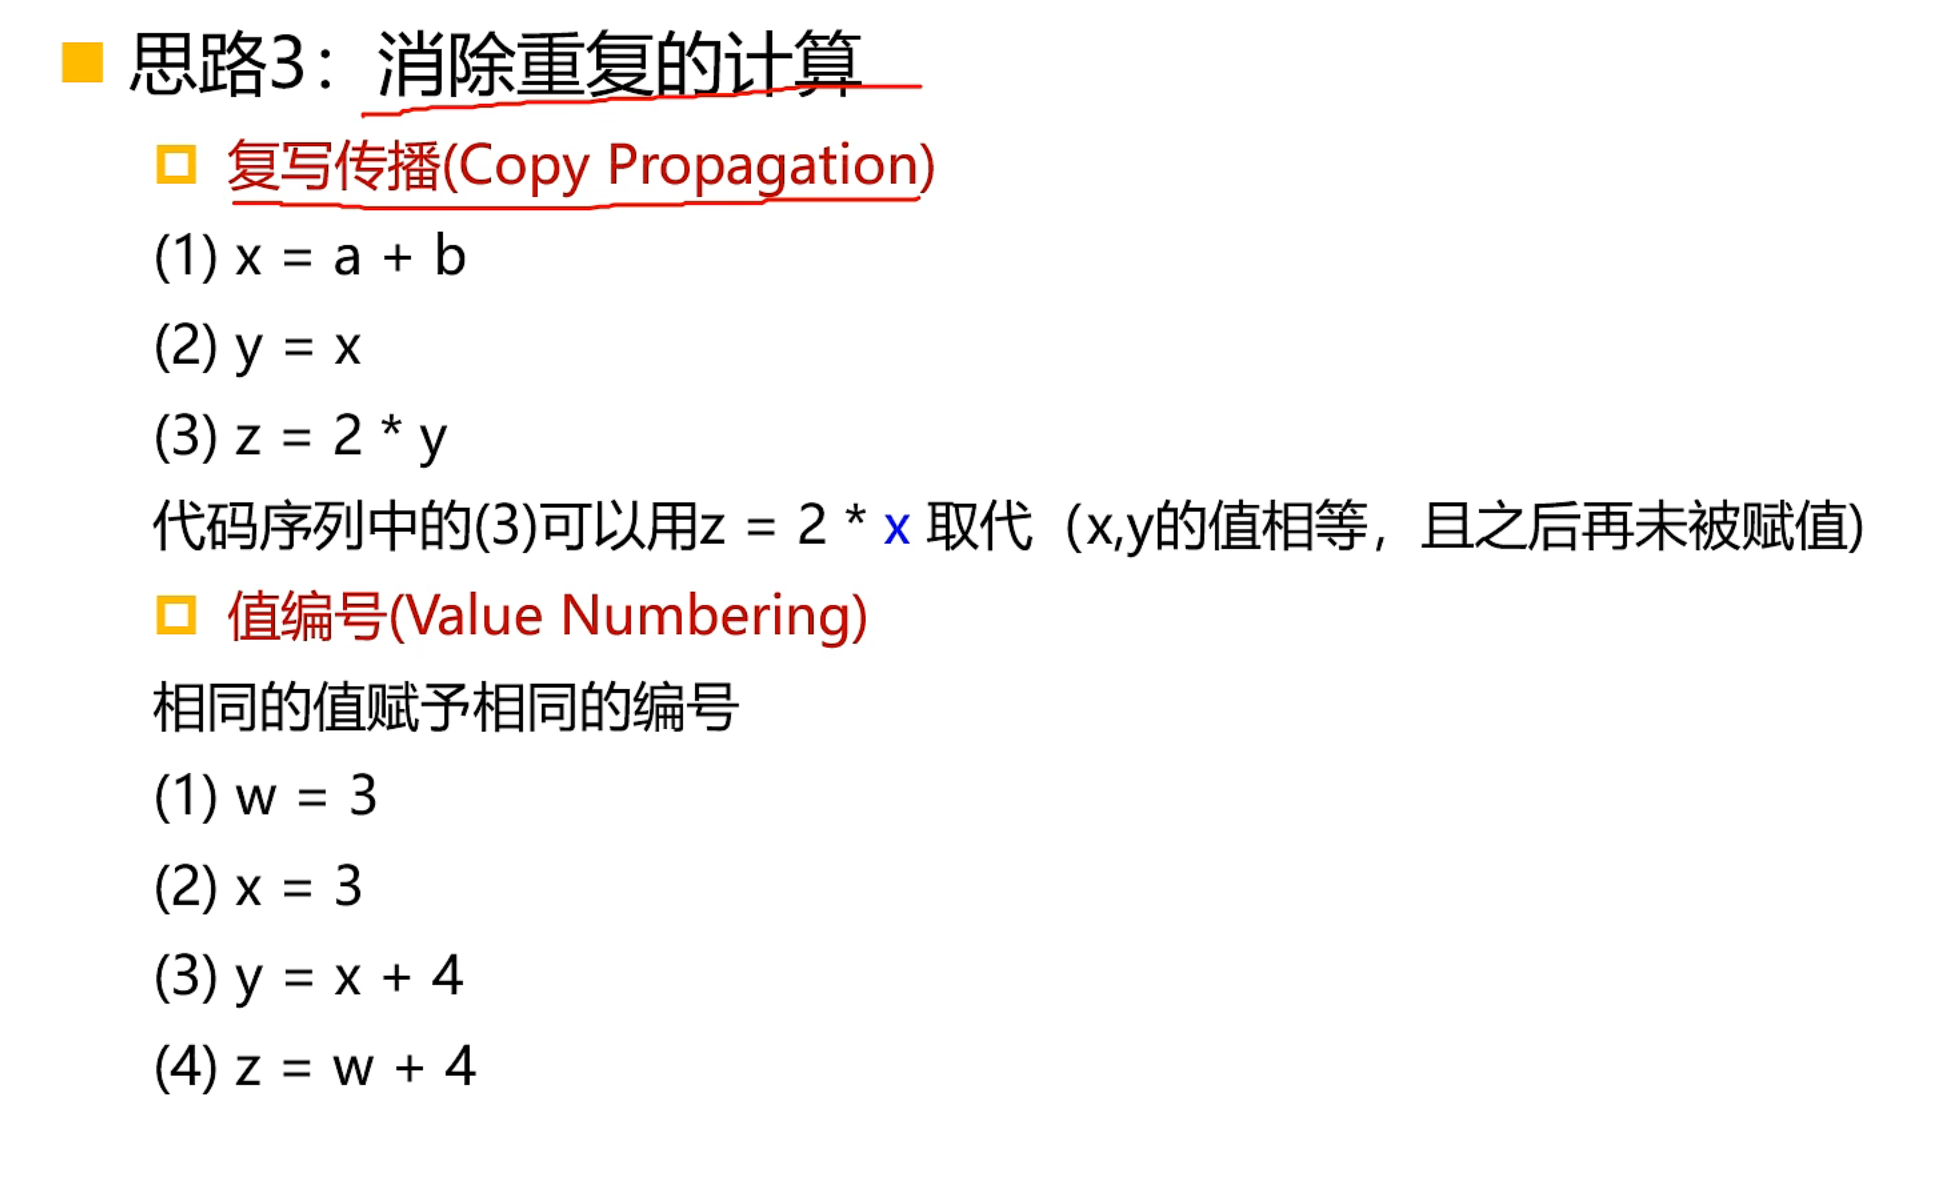 思路3：消除重复的计算
复写传播(Copy Propagation)
(1) x = a + b
(2) y = x
(3) z = 2 * y
代码序列中的(3)可以用z = 2 * x 取代（x,y的值相等，且之后再未被赋值)
值编号(Value Numbering)
相同的值赋予相同的编号
(1) w = 3
(2) x = 3
(3) y = x + 4
(4) z = w + 4